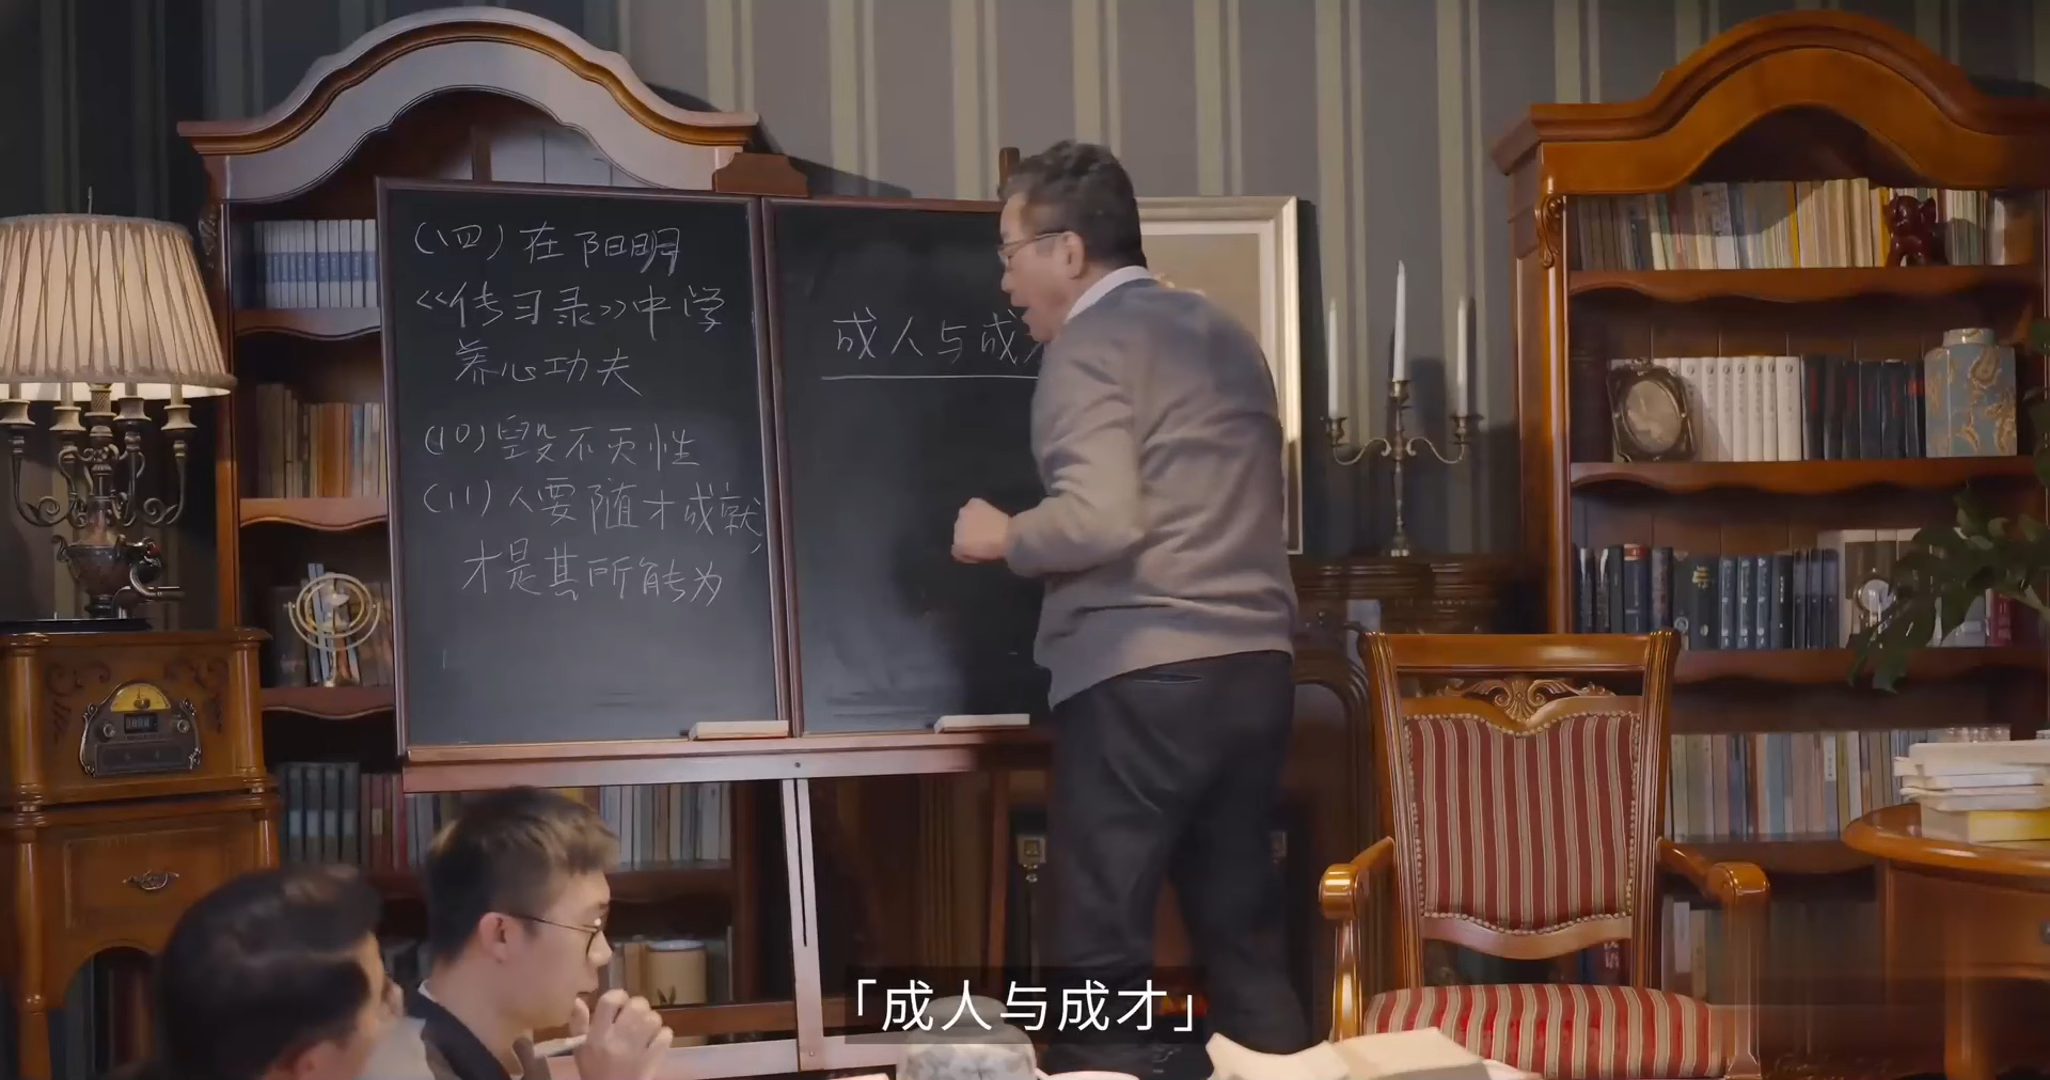 (四)在阳明
《传习录》中学
养心功夫
(10)毁不灭性
(11)人要随才成就,
才是其所能为
成人与成
「成人与成才」